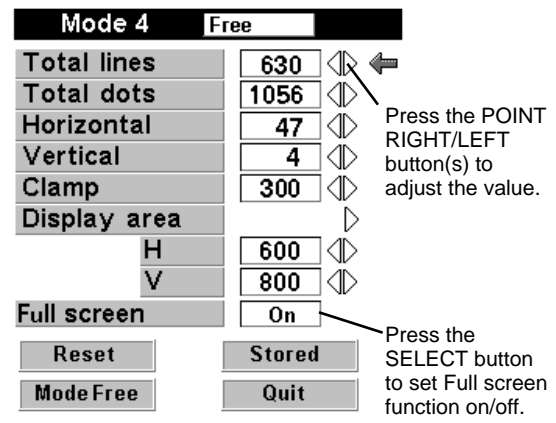 Mode 4 Free
Total lines 630
Total dots 1056
Horizontal 47
Vertical 4
Clamp 300
Display area
H 600
V 800
Full screen On
Reset Stored
Mode Free Quit
Press the POINT
RIGHT/LEFT
button(s) to
adjust the value.
Press the
SELECT button
to set Full screen
function on/off.